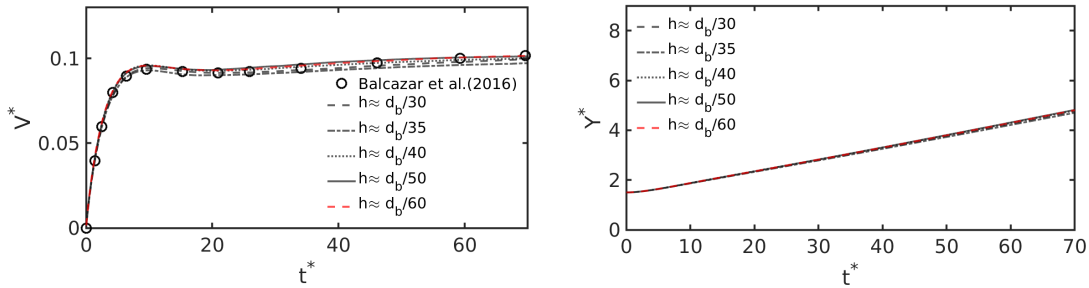 0.1
0.05
0
V*
0
20
40
60
t*
Balcazar et al.(2016)
h≈ d_b/30
h≈ d_b/35
h≈ d_b/40
h≈ d_b/50
h≈ d_b/60
8
6
4
2
0
Y*
0
10
20
30
40
50
60
70
t*
h≈ d_b/30
h≈ d_b/35
h≈ d_b/40
h≈ d_b/50
h≈ d_b/60